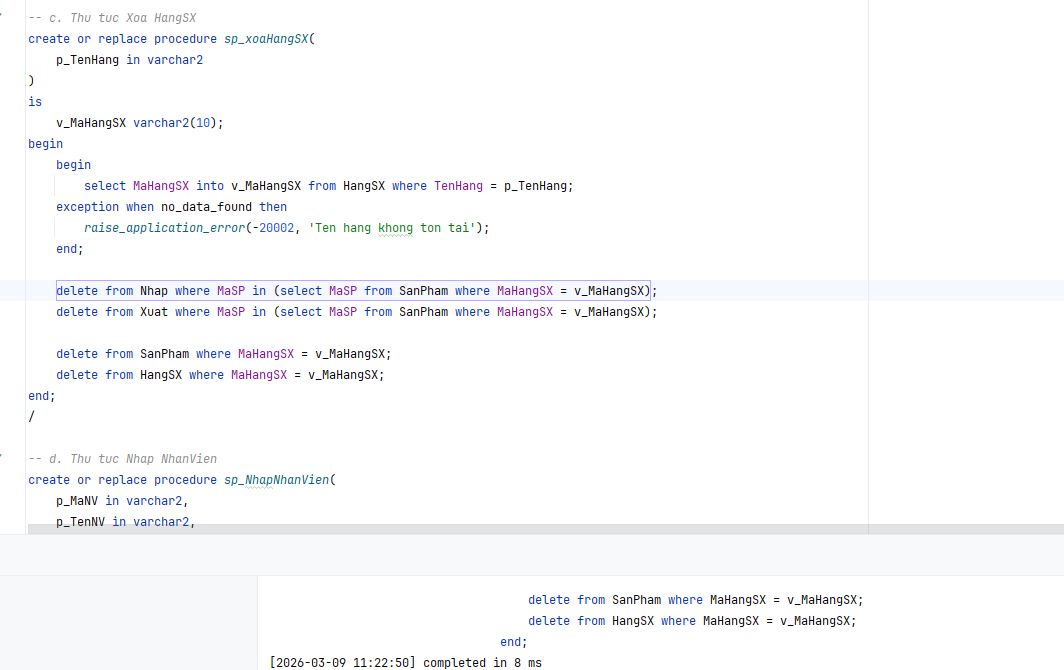 -- c. Thu tuc Xoa HangSX
create or replace procedure sp_xoaHangSX(
    p_TenHang in varchar2
)
is
    v_MaHangSX varchar2(10);
begin
    begin
        select MaHangSX into v_MaHangSX from HangSX where TenHang = p_TenHang;
    exception when no_data_found then
        raise_application_error(-20002, 'Ten hang khong ton tai');
    end;
    delete from Nhap where MaSP in (select MaSP from SanPham where MaHangSX = v_MaHangSX);
    delete from Xuat where MaSP in (select MaSP from SanPham where MaHangSX = v_MaHangSX);
    delete from SanPham where MaHangSX = v_MaHangSX;
    delete from HangSX where MaHangSX = v_MaHangSX;
end;
/
-- d. Thu tuc Nhap NhanVien
create or replace procedure sp_NhapNhanVien(
    p_MaNV in varchar2,
    p_TenNV in varchar2,
delete from SanPham where MaHangSX = v_MaHangSX;
delete from HangSX where MaHangSX = v_MaHangSX;
end;
[2026-03-09 11:22:50] completed in 8 ms